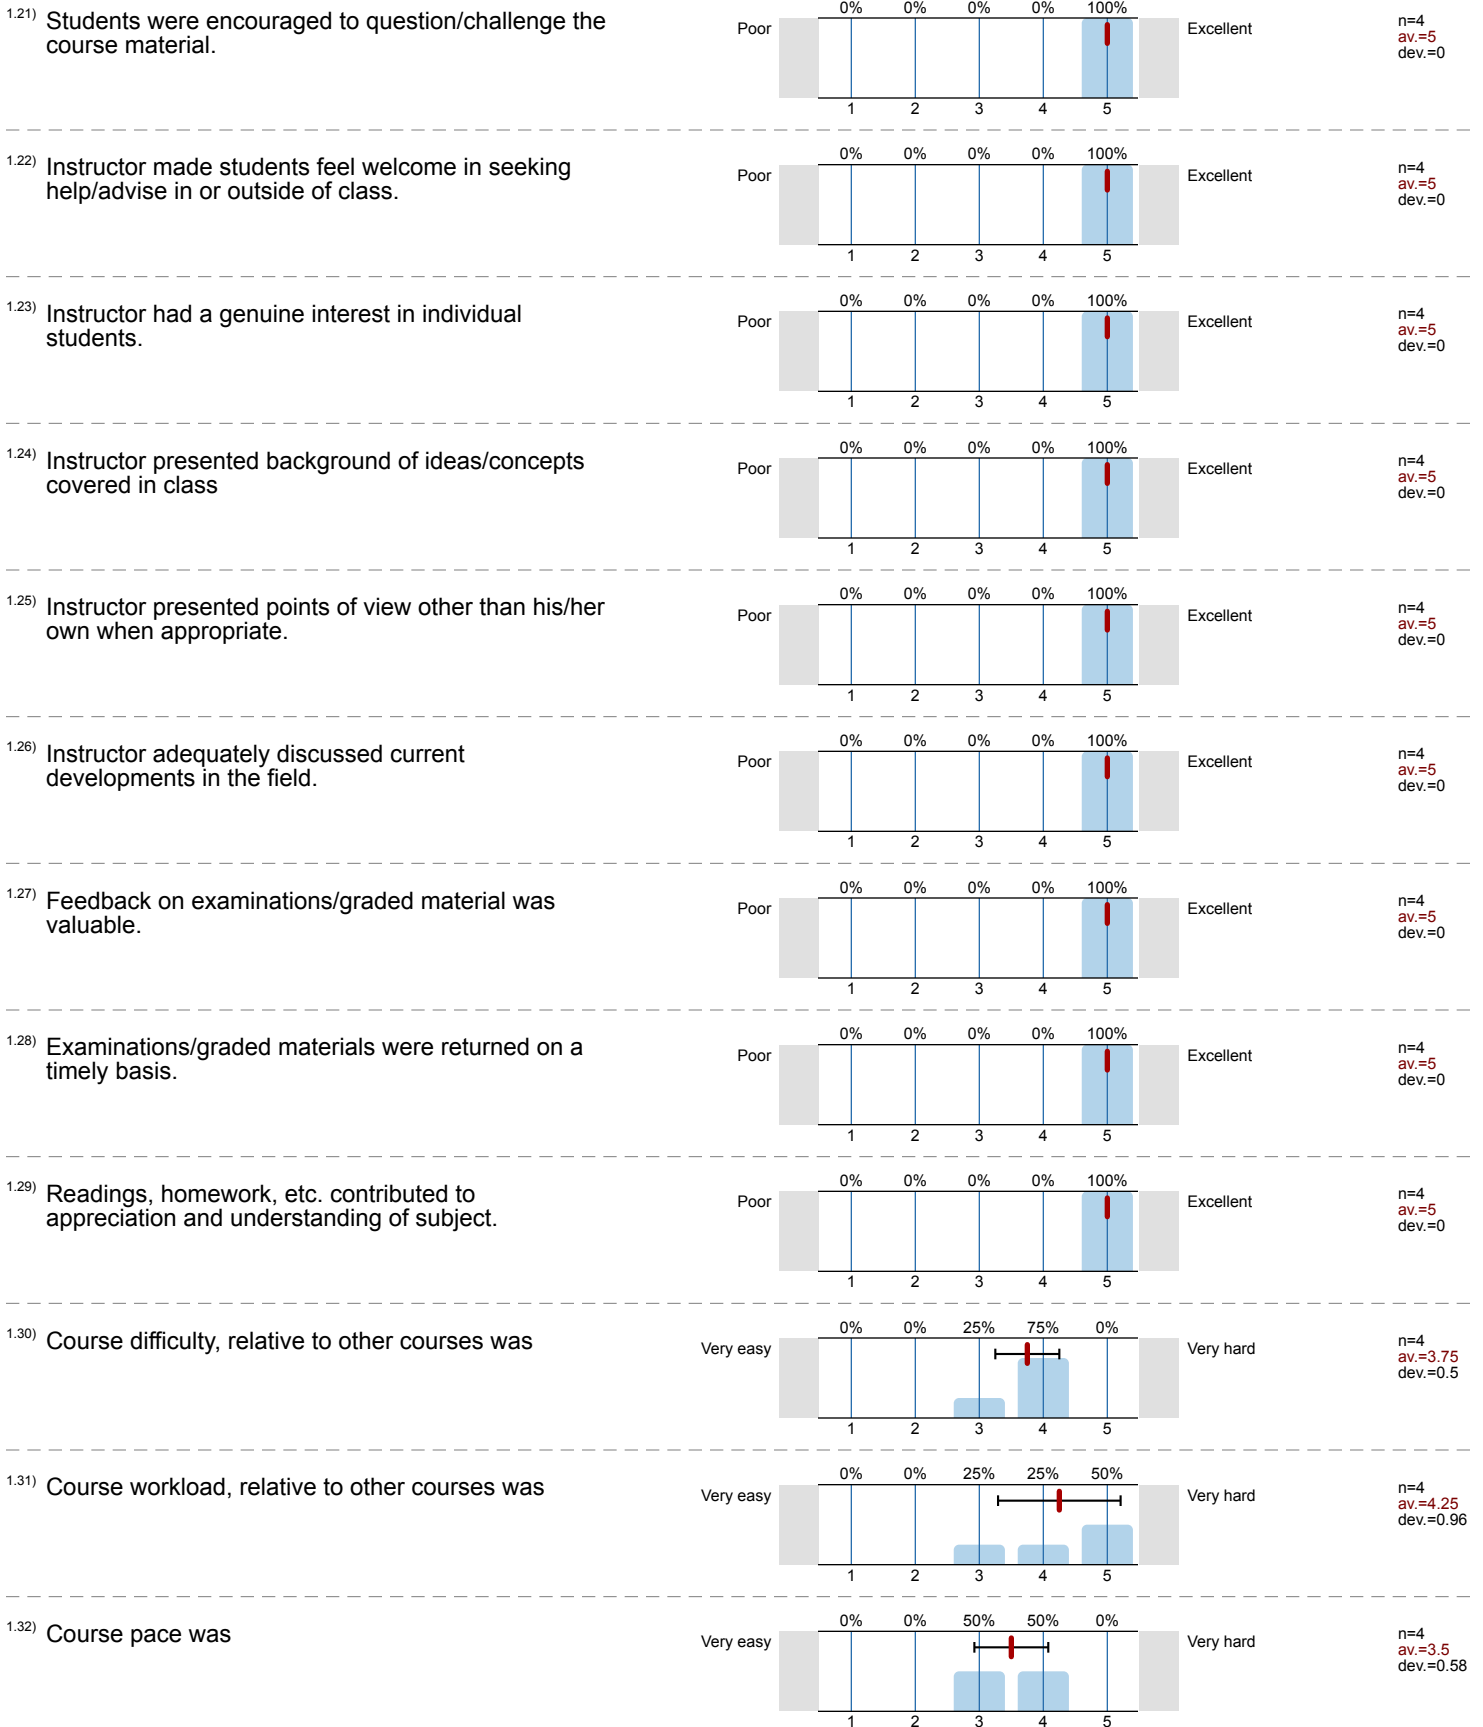 1.21) Students were encouraged to question/challenge the
course material.
0% 0% 0% 0% 100%
Poor Excellent
1 2 3 4 5
n=4
av.=5
dev.=0
1.22) Instructor made students feel welcome in seeking
help/advise in or outside of class.
0% 0% 0% 0% 100%
Poor Excellent
1 2 3 4 5
n=4
av.=5
dev.=0
1.23) Instructor had a genuine interest in individual
students.
0% 0% 0% 0% 100%
Poor Excellent
1 2 3 4 5
n=4
av.=5
dev.=0
1.24) Instructor presented background of ideas/concepts
covered in class
0% 0% 0% 0% 100%
Poor Excellent
1 2 3 4 5
n=4
av.=5
dev.=0
1.25) Instructor presented points of view other than his/her
own when appropriate.
0% 0% 0% 0% 100%
Poor Excellent
1 2 3 4 5
n=4
av.=5
dev.=0
1.26) Instructor adequately discussed current
developments in the field.
0% 0% 0% 0% 100%
Poor Excellent
1 2 3 4 5
n=4
av.=5
dev.=0
1.27) Feedback on examinations/graded material was
valuable.
0% 0% 0% 0% 100%
Poor Excellent
1 2 3 4 5
n=4
av.=5
dev.=0
1.28) Examinations/graded materials were returned on a
timely basis.
0% 0% 0% 0% 100%
Poor Excellent
1 2 3 4 5
n=4
av.=5
dev.=0
1.29) Readings, homework, etc. contributed to
appreciation and understanding of subject.
0% 0% 0% 0% 100%
Poor Excellent
1 2 3 4 5
n=4
av.=5
dev.=0
1.30) Course difficulty, relative to other courses was
0% 0% 25% 75% 0%
Very easy Very hard
1 2 3 4 5
n=4
av.=3.75
dev.=0.5
1.31) Course workload, relative to other courses was
0% 0% 25% 25% 50%
Very easy Very hard
1 2 3 4 5
n=4
av.=4.25
dev.=0.96
1.32) Course pace was
0% 0% 50% 50% 0%
Very easy Very hard
1 2 3 4 5
n=4
av.=3.5
dev.=0.58